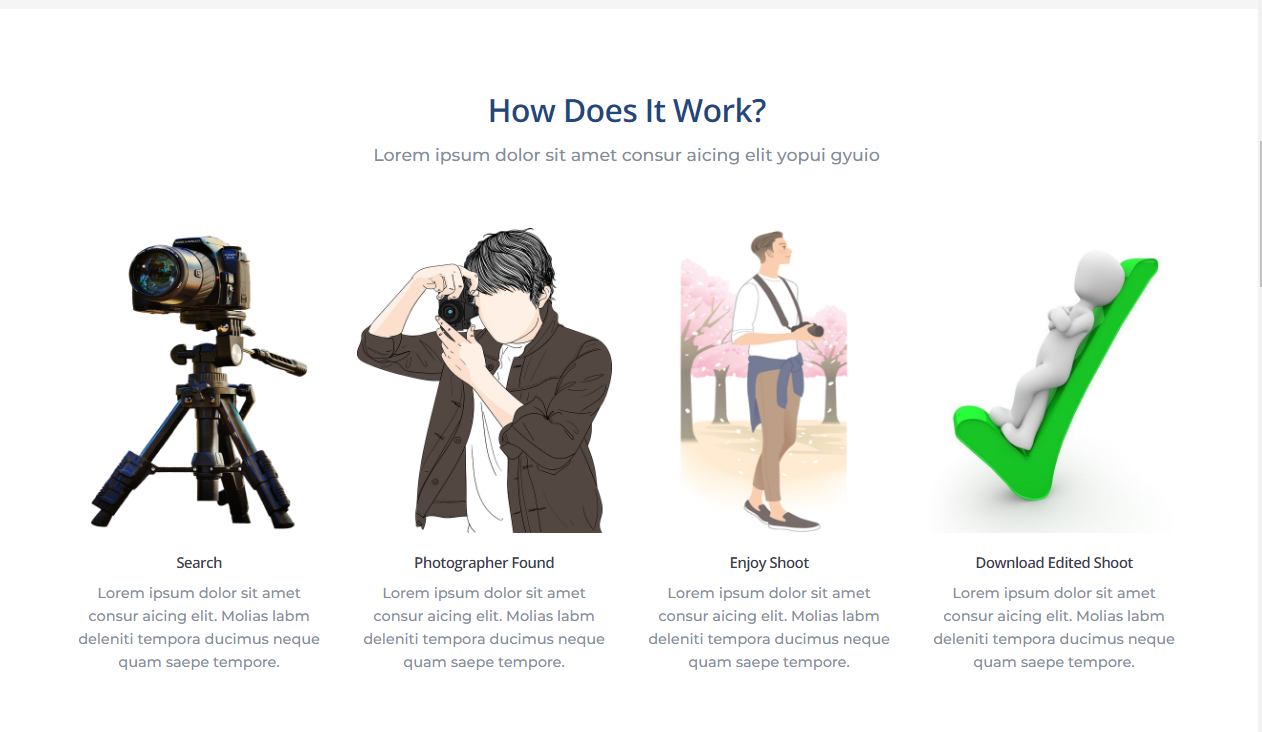 How Does It Work?
Lorem ipsum dolor sit amet consur aicing elit yopui gyuio
Search
Lorem ipsum dolor sit amet
consur aicing elit. Molias labm
deleniti tempora ducimus neque
quam saepe tempore.
Photographer Found
Lorem ipsum dolor sit amet
consur aicing elit. Molias labm
deleniti tempora ducimus neque
quam saepe tempore.
Enjoy Shoot
Lorem ipsum dolor sit amet
consur aicing elit. Molias labm
deleniti tempora ducimus neque
quam saepe tempore.
Download Edited Shoot
Lorem ipsum dolor sit amet
consur aicing elit. Molias labm
deleniti tempora ducimus neque
quam saepe tempore.